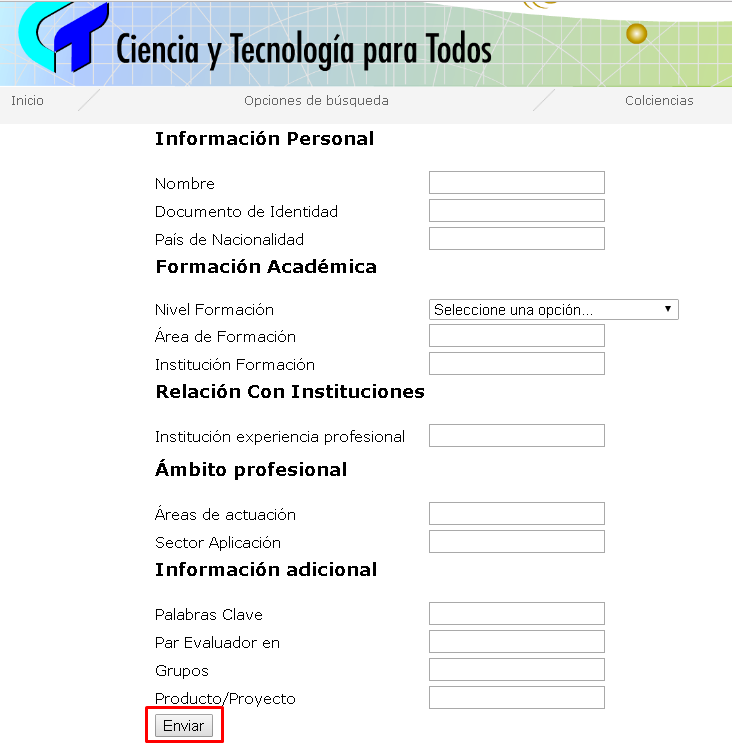 Ciencia y Tecnología para Todos
Inicio
Opciones de búsqueda
Colciencias
Información Personal
Nombre
Documento de Identidad
País de Nacionalidad
Formación Académica
Nivel Formación
Seleccione una opción...
Área de Formación
Institución Formación
Relación Con Instituciones
Institución experiencia profesional
Ámbito profesional
Áreas de actuación
Sector Aplicación
Información adicional
Palabras Clave
Par Evaluador en
Grupos
Producto/Proyecto
Enviar